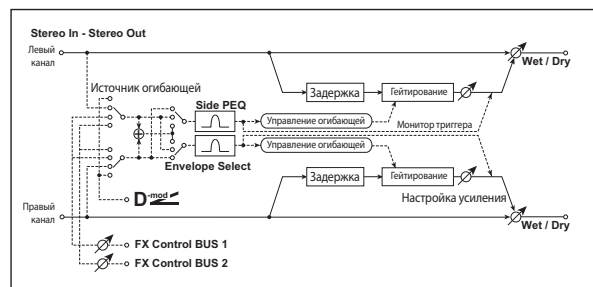 Stereo In - Stereo Out
Левый
канал
Wet / Dry
Источник огибающей
Задержка
Гейтирование
Side PEQ
Управление огибающей
Монитор триггера
Управление огибающей
Envelope Select
Задержка
Гейтирование
D-mod
Настройка усиления
Правый
канал
Wet / Dry
FX Control BUS 1
FX Control BUS 2